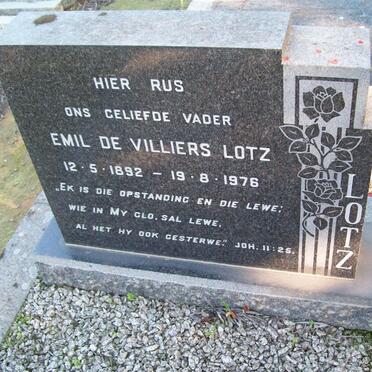 HIER RUS
ONS GELIEFDE VADER
EMIL DE VILLIERS LOTZ
12·5·1892 – 19·8·1976
„EK IS DIE OPSTANDING EN DIE LEWE;
WIE IN MY GLO, SAL LEWE,
AL HET HY OOK GESTERWE." JOH. 11:25.
LOTZ